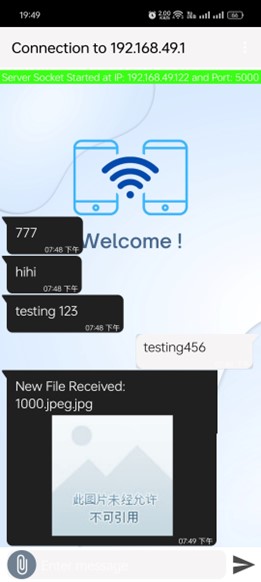 19:49
2.00
KB/S
66
Connection to 192.168.49.1
Server Socket Started at IP: 192.168.49.122 and Port: 5000
Welcome !
777
07:48 下午
hihi
07:48 下午
testing 123
07:48 下午
testing456
New File Received:
1000.jpeg.jpg
此图片未经允许
不可引用
07:49 下午
Enter message